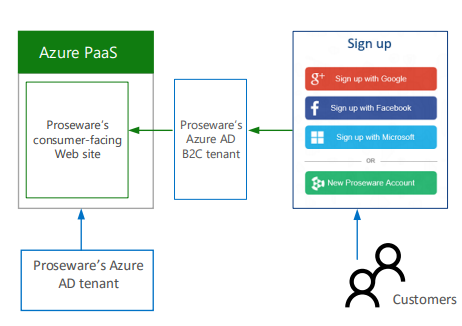 Azure PaaS
Proseware's
consumer-facing
Web site
Proseware's
Azure AD
B2C tenant
Sign up
g+ Sign up with Google
f Sign up with Facebook
Sign up with Microsoft
OR
New Proseware Account
Proseware's Azure
AD tenant
Customers